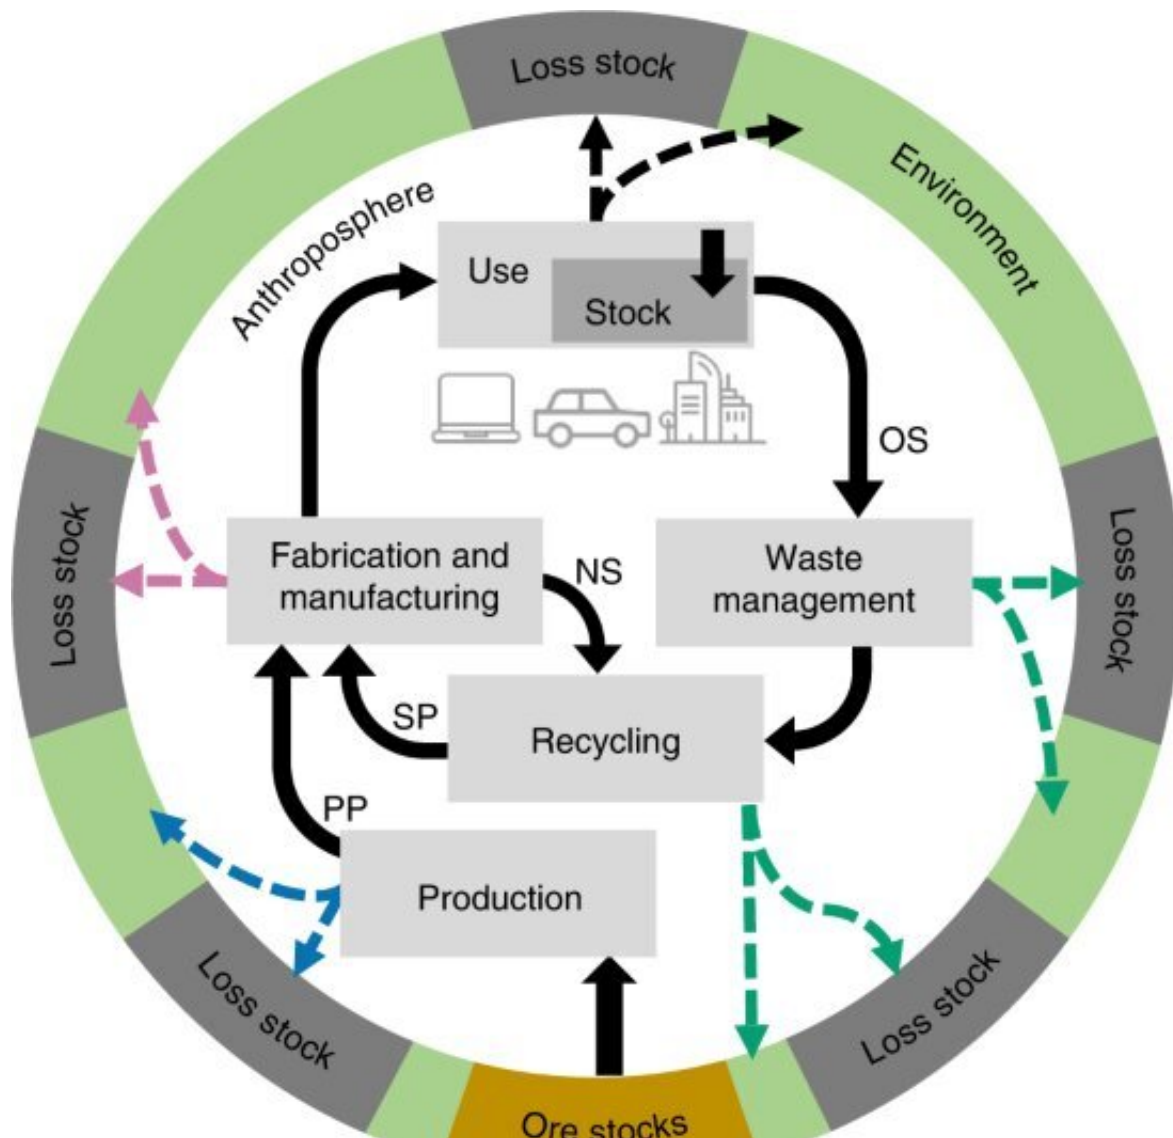 Loss stock
Environment
Anthroposphere
Use
Stock
OS
Loss stock
Fabrication and
manufacturing
NS
Waste
management
Loss stock
SP
Recycling
PP
Production
Loss stock
Loss stock
Ore stocks